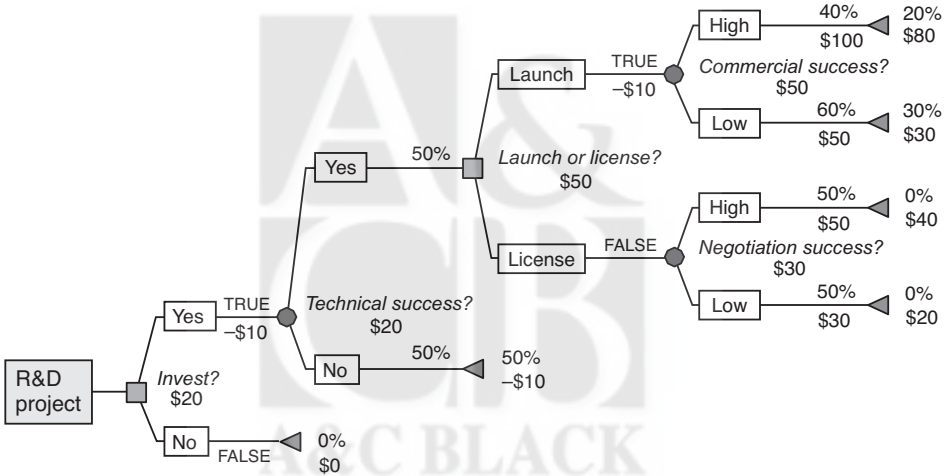 High
40%
$100
20%
$80
TRUE
Launch
–$10
Commercial success?
$50
Low
60%
$50
30%
$30
Yes
50%
Launch or license?
$50
High
50%
$50
0%
$40
FALSE
License
Negotiation success?
$30
Low
50%
$30
0%
$20
Yes
TRUE
–$10
Technical success?
$20
No
50%
50%
–$10
R&D
project
Invest?
$20
No
FALSE
0%
$0
A&
CB
A&C BLACK